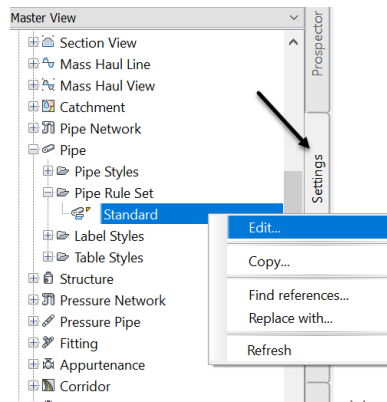 Master View
Section View
Mass Haul Line
Mass Haul View
Catchment
Pipe Network
Pipe
Pipe Styles
Pipe Rule Set
Standard
Label Styles
Table Styles
Structure
Pressure Network
Pressure Pipe
Fitting
Appurtenance
Corridor
Edit...
Copy...
Find references...
Replace with...
Refresh
Prospector
Settings